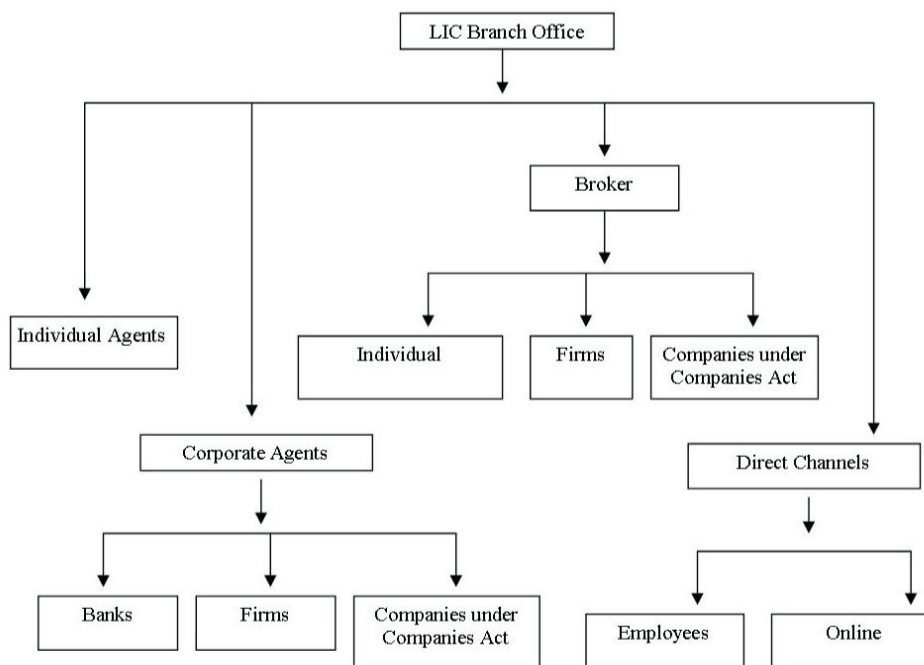 LIC Branch Office
Broker
Individual Agents
Individual
Firms
Companies under
Companies Act
Corporate Agents
Direct Channels
Banks
Firms
Companies under
Companies Act
Employees
Online